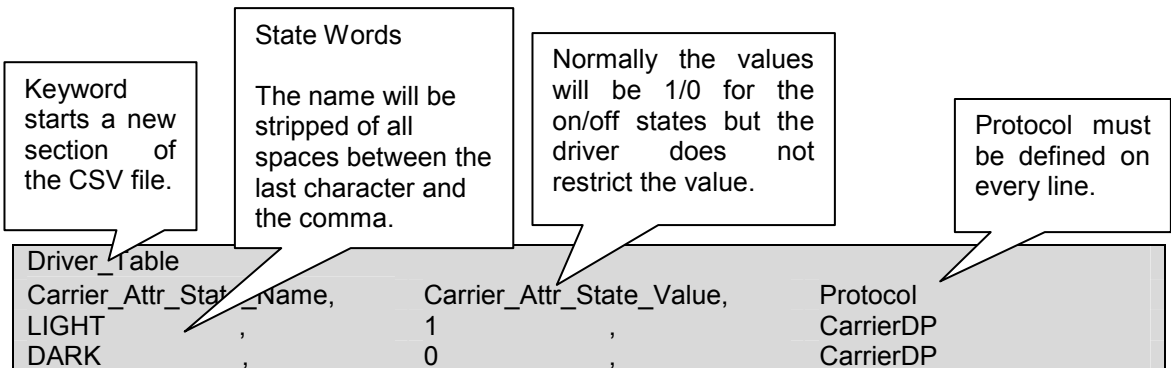 Keyword
starts a new
section of
the CSV file.
State Words
The name will be
stripped of all
spaces between the
last character and
the comma.
Normally the values
will be 1/0 for the
on/off states but the
driver does not
restrict the value.
Protocol must
be defined on
every line.
Driver_Table
Carrier_Attr_State_Name, Carrier_Attr_State_Value, Protocol
LIGHT , 1 , CarrierDP
DARK , 0 , CarrierDP